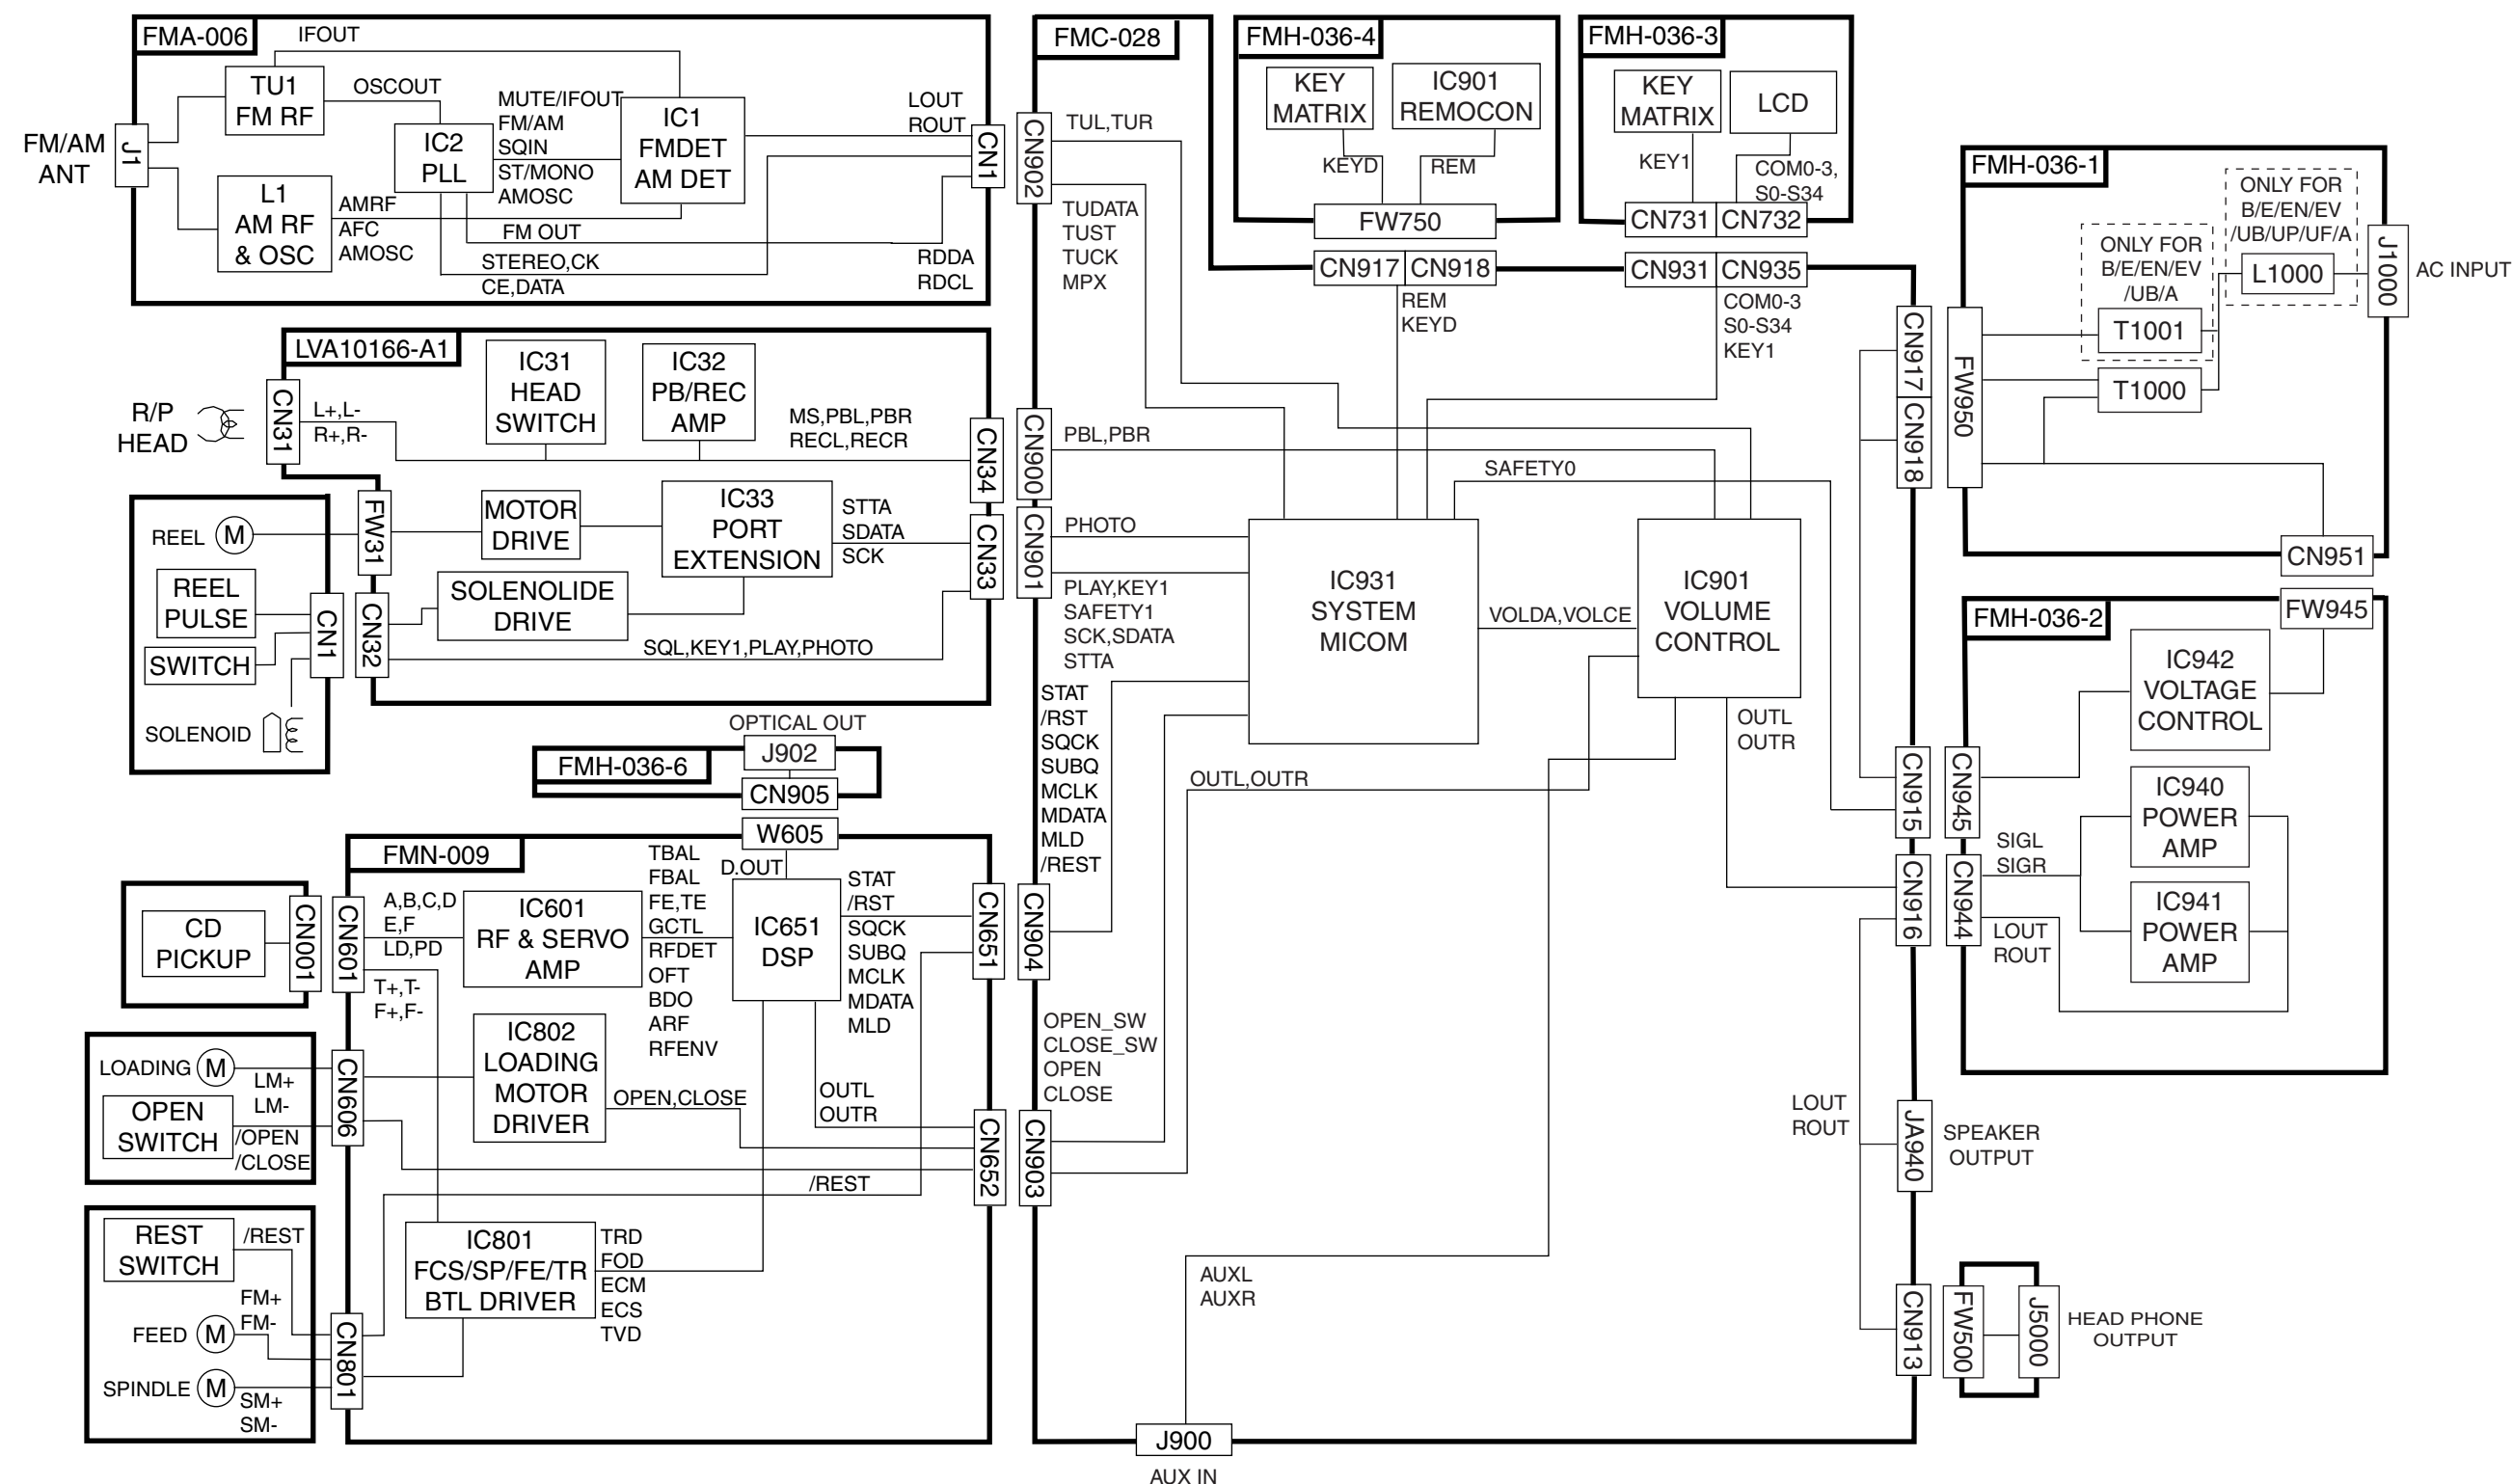 FMA-006
IFOUT
TU1
FM RF
OSCOUT
IC2
PLL
MUTE/IFOUT
FM/AM
SQIN
ST/MONO
AMOSC
IC1
FMDET
AM DET
LOUT
ROUT
CN1
FM/AM
ANT
J1
L1
AM RF
& OSC
AMRF
AFC
AMOSC
FM OUT
STEREO,CK
CE,DATA
RDDA
RDCL
LVA10166-A1
R/P
HEAD
CN31
L+,L-
R+,R-
IC31
HEAD
SWITCH
IC32
PB/REC
AMP
MS,PBL,PBR
RECL,RECR
CN34
REEL
M
FW31
MOTOR
DRIVE
IC33
PORT
EXTENSION
STTA
SDATA
SCK
CN33
REEL
PULSE
SWITCH
CN1
CN32
SOLENOLIDE
DRIVE
SQL,KEY1,PLAY,PHOTO
SOLENOID
OPTICAL OUT
J902
FMH-036-6
CN905
W605
FMN-009
D.OUT
CD
PICKUP
CN001
CN601
A,B,C,D
E,F
LD,PD
T+,T-
F+,F-
IC601
RF & SERVO
AMP
TBAL
FBAL
FE,TE
GCTL
RFDET
OFT
BDO
ARF
RFENV
IC651
DSP
STAT
/RST
SQCK
SUBQ
MCLK
MDATA
MLD
CN651
LOADING
M
LM+
LM-
OPEN
SWITCH
/OPEN
/CLOSE
CN606
IC802
LOADING
MOTOR
DRIVER
OPEN,CLOSE
OUTL
OUTR
CN652
/REST
REST
SWITCH
/REST
FEED
M
FM+
FM-
SPINDLE
M
SM+
SM-
CN801
IC801
FCS/SP/FE/TR
BTL DRIVER
TRD
FOD
ECM
ECS
TVD
FMC-028
CN902
TUL,TUR
TUDATA
TUST
TUCK
MPX
CN900
PBL,PBR
CN901
PHOTO
PLAY,KEY1
SAFETY1
SCK,SDATA
STTA
STAT
/RST
SQCK
SUBQ
MCLK
MDATA
MLD
/REST
CN904
OPEN_SW
CLOSE_SW
OPEN
CLOSE
CN903
FMH-036-4
KEY
MATRIX
IC901
REMOCON
KEYD
REM
FW750
CN917
CN918
REM
KEYD
FMH-036-3
KEY
MATRIX
LCD
KEY1
COM0-3,
S0-S34
CN731
CN732
CN931
CN935
COM0-3
S0-S34
KEY1
SAFETY0
IC931
SYSTEM
MICOM
VOLDA,VOLCE
IC901
VOLUME
CONTROL
OUTL
OUTR
OUTL,OUTR
AUXL
AUXR
J900
AUX IN
CN917
CN918
CN915
CN916
LOUT
ROUT
JA940
SPEAKER
OUTPUT
CN913
FW500
J5000
HEAD PHONE
OUTPUT
FMH-036-1
FW950
ONLY FOR
B/E/EN/EV
/UB/A
T1001
ONLY FOR
B/E/EN/EV
/UB/UP/UF/A
L1000
J1000
AC INPUT
T1000
CN951
FMH-036-2
FW945
IC942
VOLTAGE
CONTROL
CN945
IC940
POWER
AMP
SIGL
SIGR
CN944
IC941
POWER
AMP
LOUT
ROUT